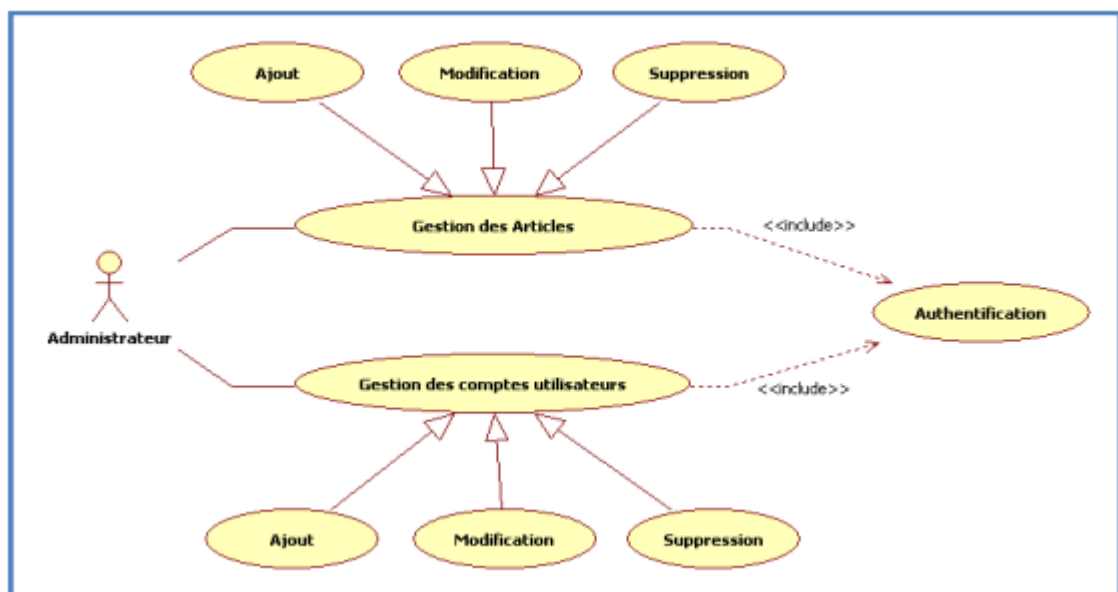 Ajout
Modification
Suppression
Gestion des Articles
<<include>>
Authentification
Administrateur
Gestion des comptes utilisateurs
<<include>>
Ajout
Modification
Suppression